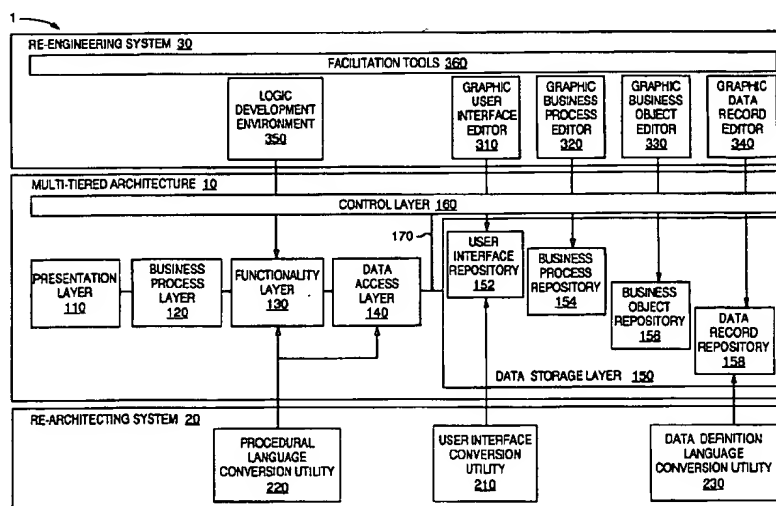 1
RE-ENGINEERING SYSTEM 30
FACILITATION TOOLS 360
LOGIC
DEVELOPMENT
ENVIRONMENT
350
GRAPHIC
USER
INTERFACE
EDITOR
310
GRAPHIC
BUSINESS
PROCESS
EDITOR
320
GRAPHIC
BUSINESS
OBJECT
EDITOR
330
GRAPHIC
DATA
RECORD
EDITOR
340
MULTI-TIERED ARCHITECTURE 10
CONTROL LAYER 160
170
PRESENTATION
LAYER
110
BUSINESS
PROCESS
LAYER
120
FUNCTIONALITY
LAYER
130
DATA
ACCESS
LAYER
140
USER
INTERFACE
REPOSITORY
152
BUSINESS
PROCESS
REPOSITORY
154
BUSINESS
OBJECT
REPOSITORY
158
DATA
RECORD
REPOSITORY
158
DATA STORAGE LAYER 150
RE-ARCHITECTING SYSTEM 20
PROCEDURAL
LANGUAGE
CONVERSION UTILITY
220
USER INTERFACE
CONVERSION
UTILITY
210
DATA DEFINITION
LANGUAGE
CONVERSION UTILITY
230